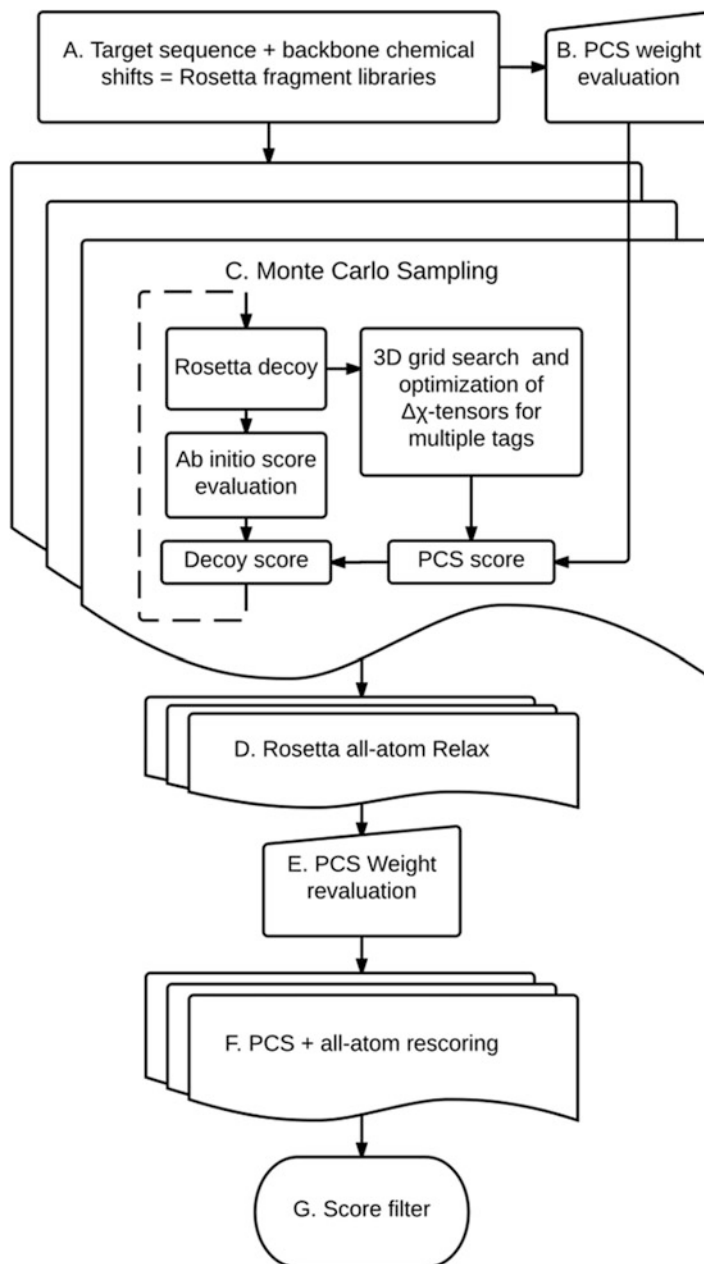 A. Target sequence + backbone chemical
shifts = Rosetta fragment libraries
B. PCS weight
evaluation
C. Monte Carlo Sampling
Rosetta decoy
3D grid search and
optimization of
Δχ-tensors for
multiple tags
Ab initio score
evaluation
Decoy score
PCS score
D. Rosetta all-atom Relax
E. PCS Weight
revaluation
F. PCS + all-atom rescoring
G. Score filter